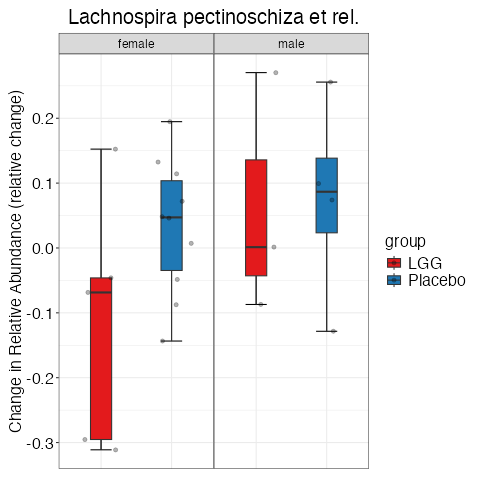 Lachnospira pectinoschiza et rel.
female
male
Change in Relative Abundance (relative change)
0.2
0.1
0.0
-0.1
-0.2
-0.3
group
LGG
Placebo